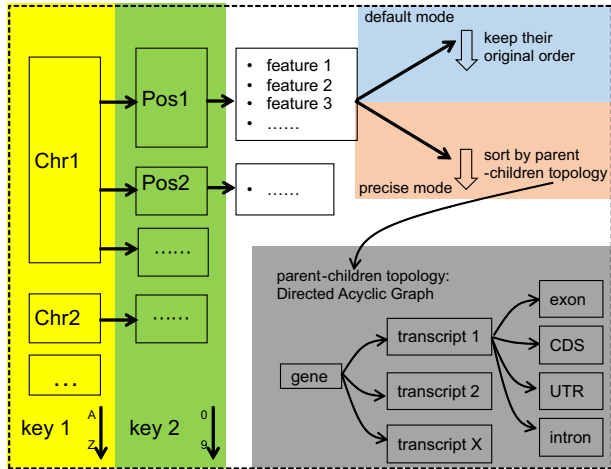 default mode
keep their
original order
• feature 1
• feature 2
• feature 3
• ......
Pos1
Chr1
Pos2
• ......
sort by parent
-children topology
precise mode
......
parent-children topology:
Directed Acyclic Graph
Chr2
......
exon
transcript 1
CDS
gene
...
transcript 2
UTR
key 1
A
Z
key 2
0
9
transcript X
intron